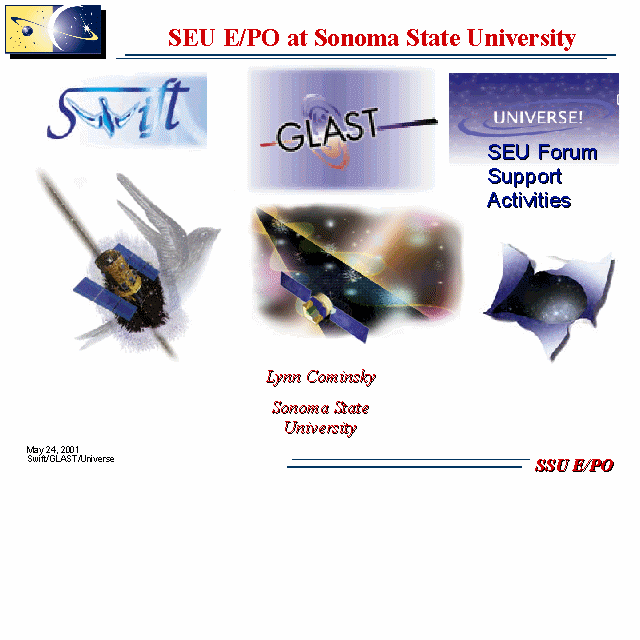 SEU E/PO at Sonoma State University
Swift
GLAST
UNIVERSE!
SEU Forum
Support
Activities
Lynn Cominsky
Sonoma State
University
May 24, 2001
Swift/GLAST/Universe
SSU E/PO